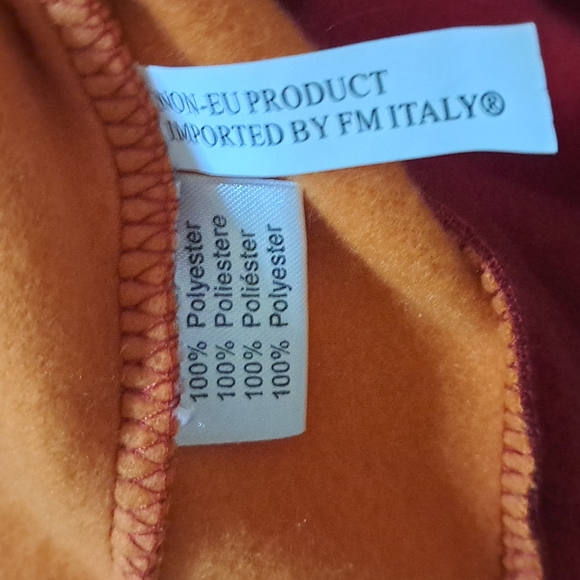 NON-EU PRODUCT
IMPORTED BY FM ITALY®
100% Polyester
100% Poliestere
100% Poliéster
100% Polyester